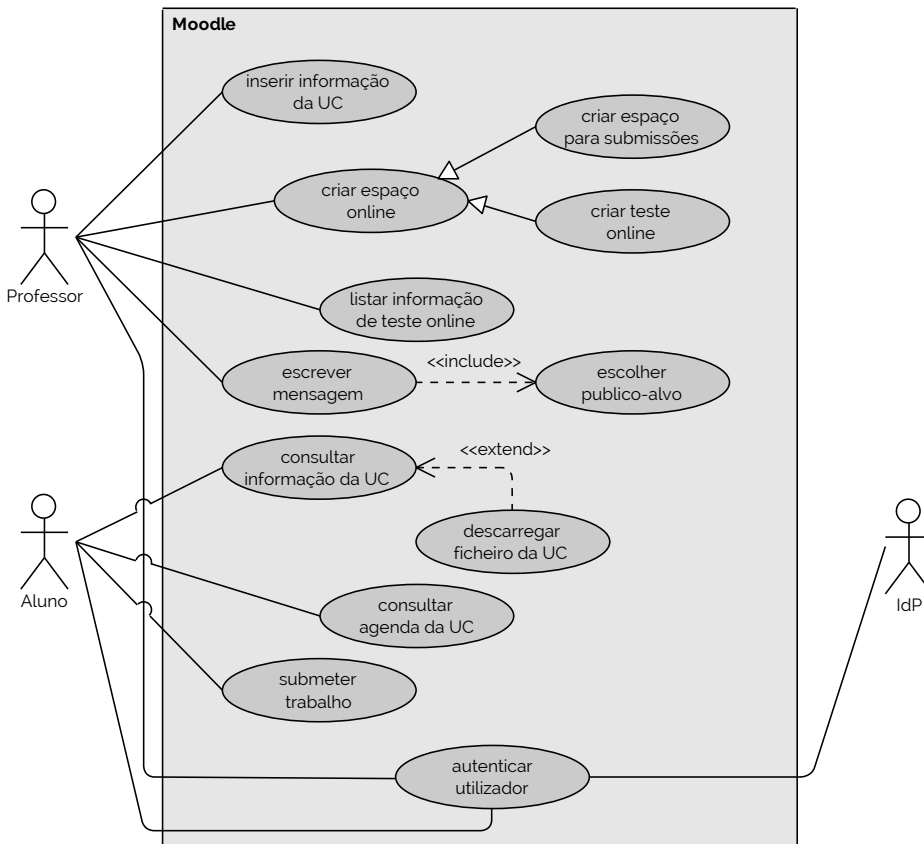 Moodle
inserir informação
da UC
criar espaço
para submissões
criar espaço
online
criar teste
online
Professor
listar informação
de teste online
<<include>>
escrever
mensagem
escolher
publico-alvo
<<extend>>
consultar
informação da UC
descarregar
ficheiro da UC
Aluno
IdP
consultar
agenda da UC
submeter
trabalho
autenticar
utilizador